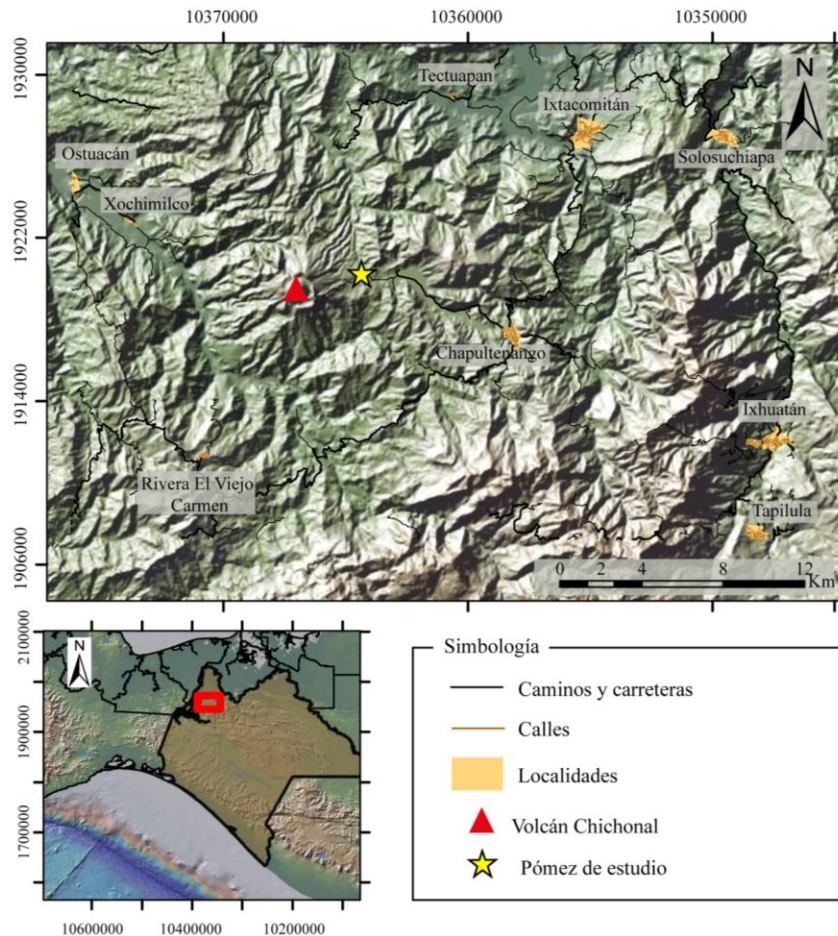 10370000
10360000
10350000
1930000
1922000
1914000
1906000
N
Tectuapan
Ixtacomitán
Solosuchiapa
Ostuacán
Xochimilco
Chapultenango
Ixhuatán
Rivera El Viejo
Carmen
Tapilula
0
2
4
8
12
Km
2100000
1900000
1700000
N
10600000
10400000
10200000
Simbología
Caminos y carreteras
Calles
Localidades
Volcán Chichonal
Pómez de estudio